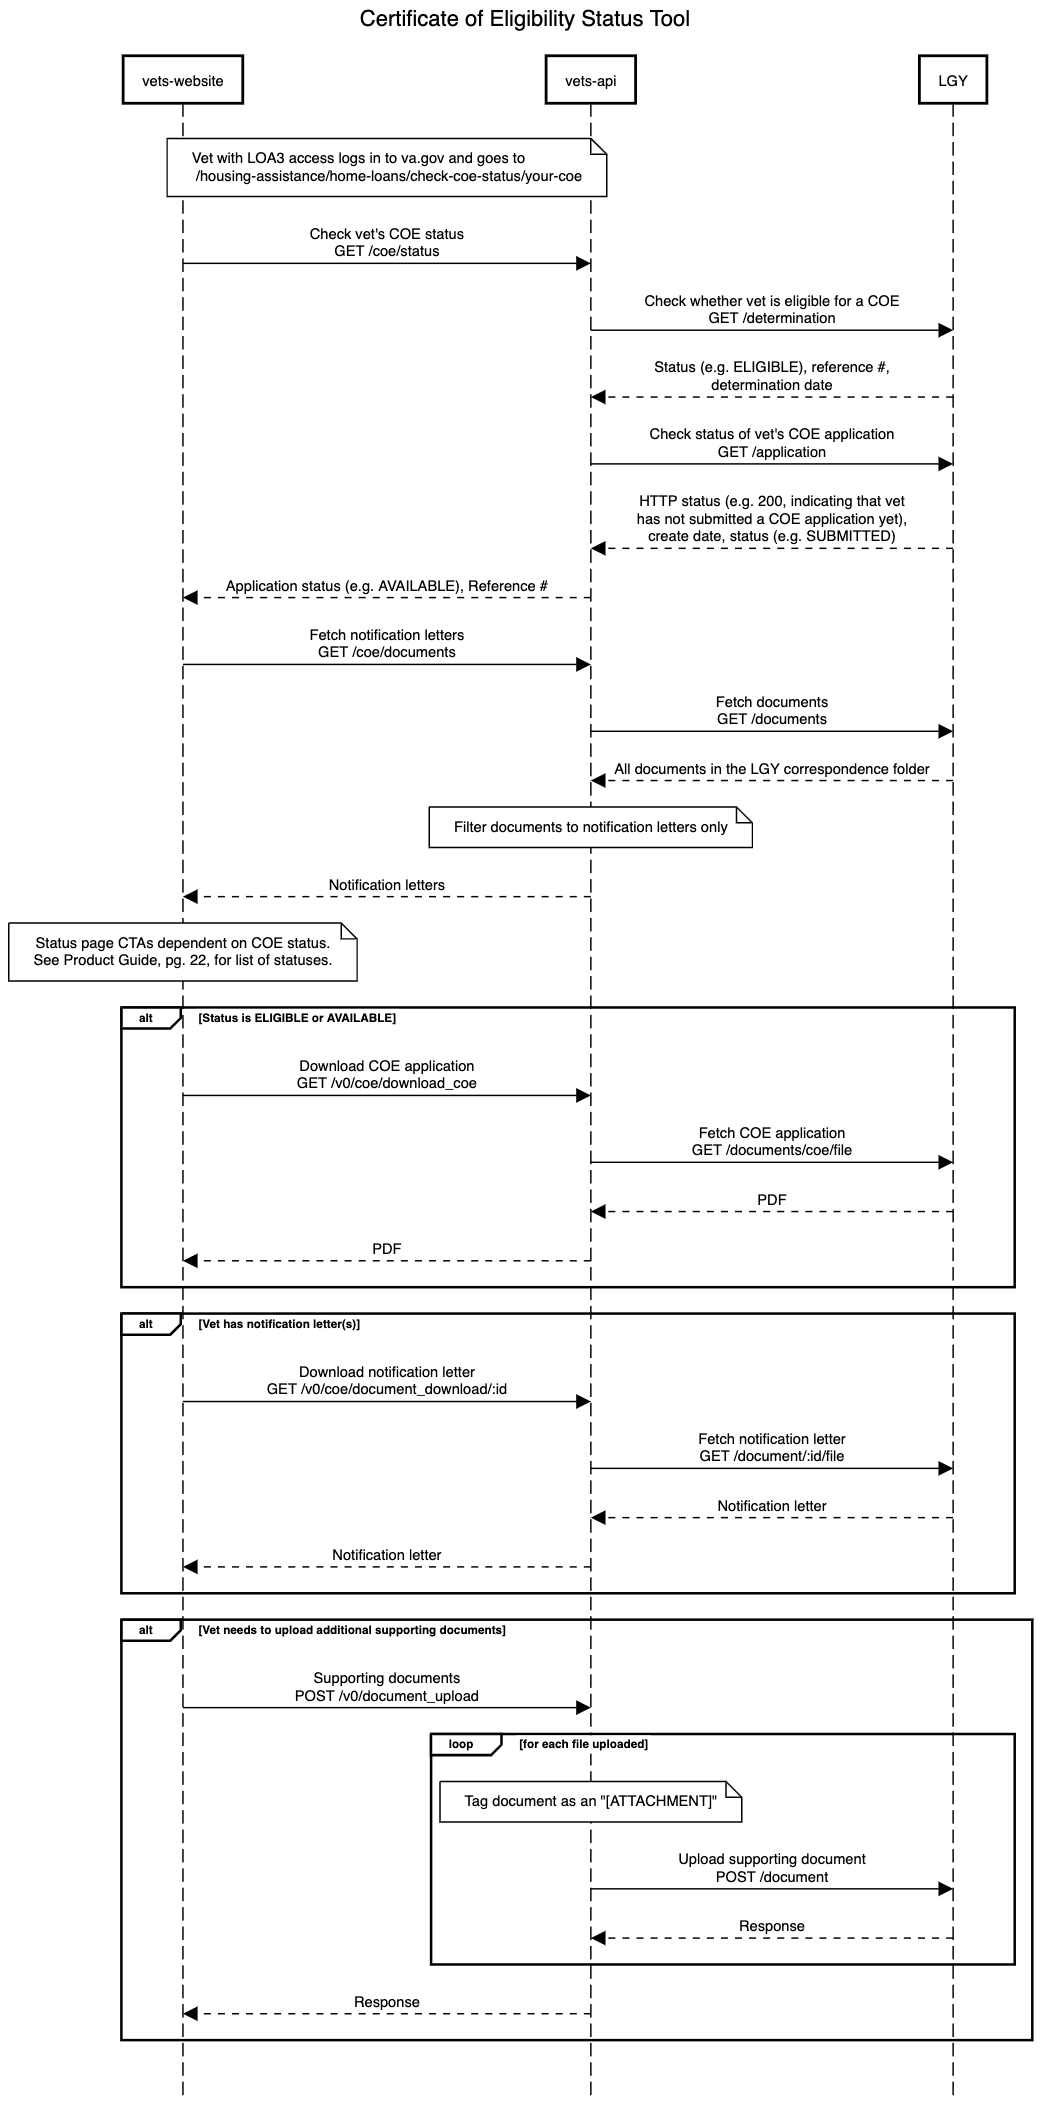 Certificate of Eligibility Status Tool
vets-website
vets-api
LGY
Vet with LOA3 access logs in to va.gov and goes to
/housing-assistance/home-loans/check-coe-status/your-coe
Check vet's COE status
GET /coe/status
Check whether vet is eligible for a COE
GET /determination
Status (e.g. ELIGIBLE), reference #,
determination date
Check status of vet's COE application
GET /application
HTTP status (e.g. 200, indicating that vet
has not submitted a COE application yet),
create date, status (e.g. SUBMITTED)
Application status (e.g. AVAILABLE), Reference #
Fetch notification letters
GET /coe/documents
Fetch documents
GET /documents
All documents in the LGY correspondence folder
Filter documents to notification letters only
Notification letters
Status page CTAs dependent on COE status.
See Product Guide, pg. 22, for list of statuses.
alt
[Status is ELIGIBLE or AVAILABLE]
Download COE application
GET /v0/coe/download_coe
Fetch COE application
GET /documents/coe/file
PDF
PDF
alt
[Vet has notification letter(s)]
Download notification letter
GET /v0/coe/document_download/:id
Fetch notification letter
GET /document/:id/file
Notification letter
Notification letter
alt
[Vet needs to upload additional supporting documents]
Supporting documents
POST /v0/document_upload
loop
[for each file uploaded]
Tag document as an "[ATTACHMENT]"
Upload supporting document
POST /document
Response
Response